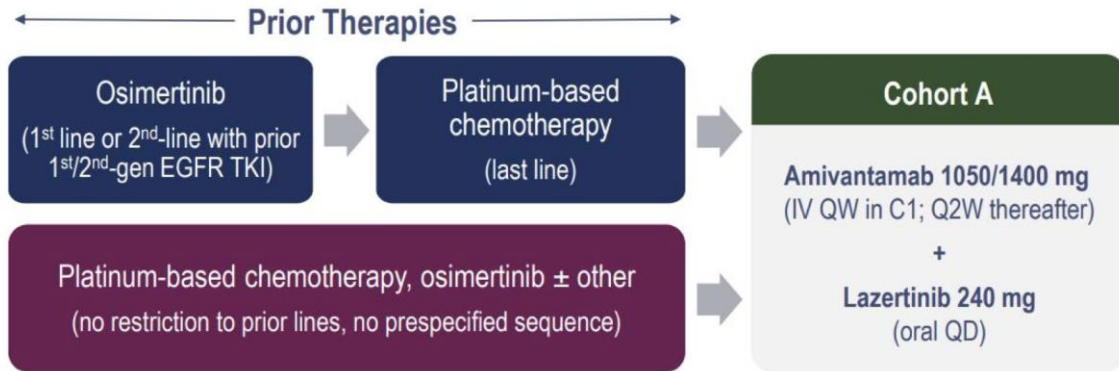 Prior Therapies
Osimertinib
(1st line or 2nd-line with prior
1st/2nd-gen EGFR TKI)
Platinum-based
chemotherapy
(last line)
Platinum-based chemotherapy, osimertinib ± other
(no restriction to prior lines, no prespecified sequence)
Cohort A
Amivantamab 1050/1400 mg
(IV QW in C1; Q2W thereafter)
+
Lazertinib 240 mg
(oral QD)